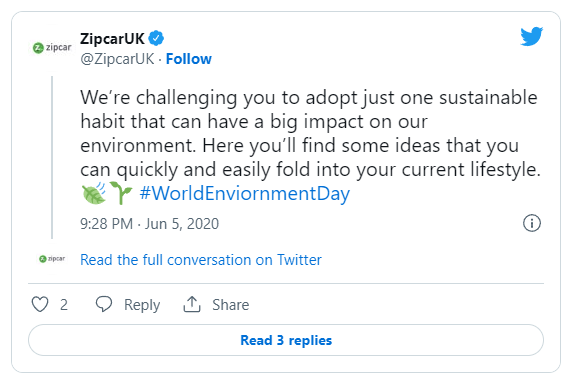 zipcar
ZipcarUK
@ZipcarUK · Follow
We’re challenging you to adopt just one sustainable
habit that can have a big impact on our
environment. Here you’ll find some ideas that you
can quickly and easily fold into your current lifestyle.
🍃🌱 #WorldEnviornmentDay
9:28 PM · Jun 5, 2020
zipcar
Read the full conversation on Twitter
2 Reply Share
Read 3 replies